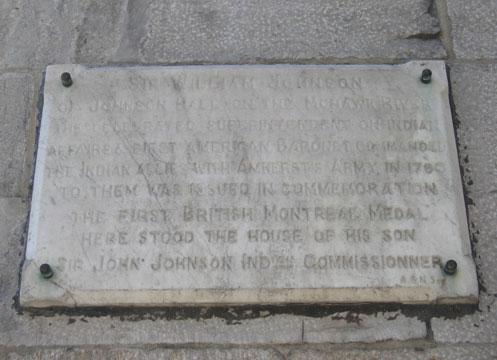 SIR WILLIAM JOHNSON
OF JOHNSON HALL ON THE MOHAWK RIVER
THE CELEBRATED SUPERINTENDENT OF INDIAN
AFFAIRS & FIRST AMERICAN BARONET COMMANDED
THE INDIAN ALLIES WITH AMHERST'S ARMY IN 1760
TO THEM WAS ISSUED IN COMMEMORATION
THE FIRST BRITISH MONTREAL MEDAL
HERE STOOD THE HOUSE OF HIS SON
SIR JOHN JOHNSON IND'S COMMISSIONNER